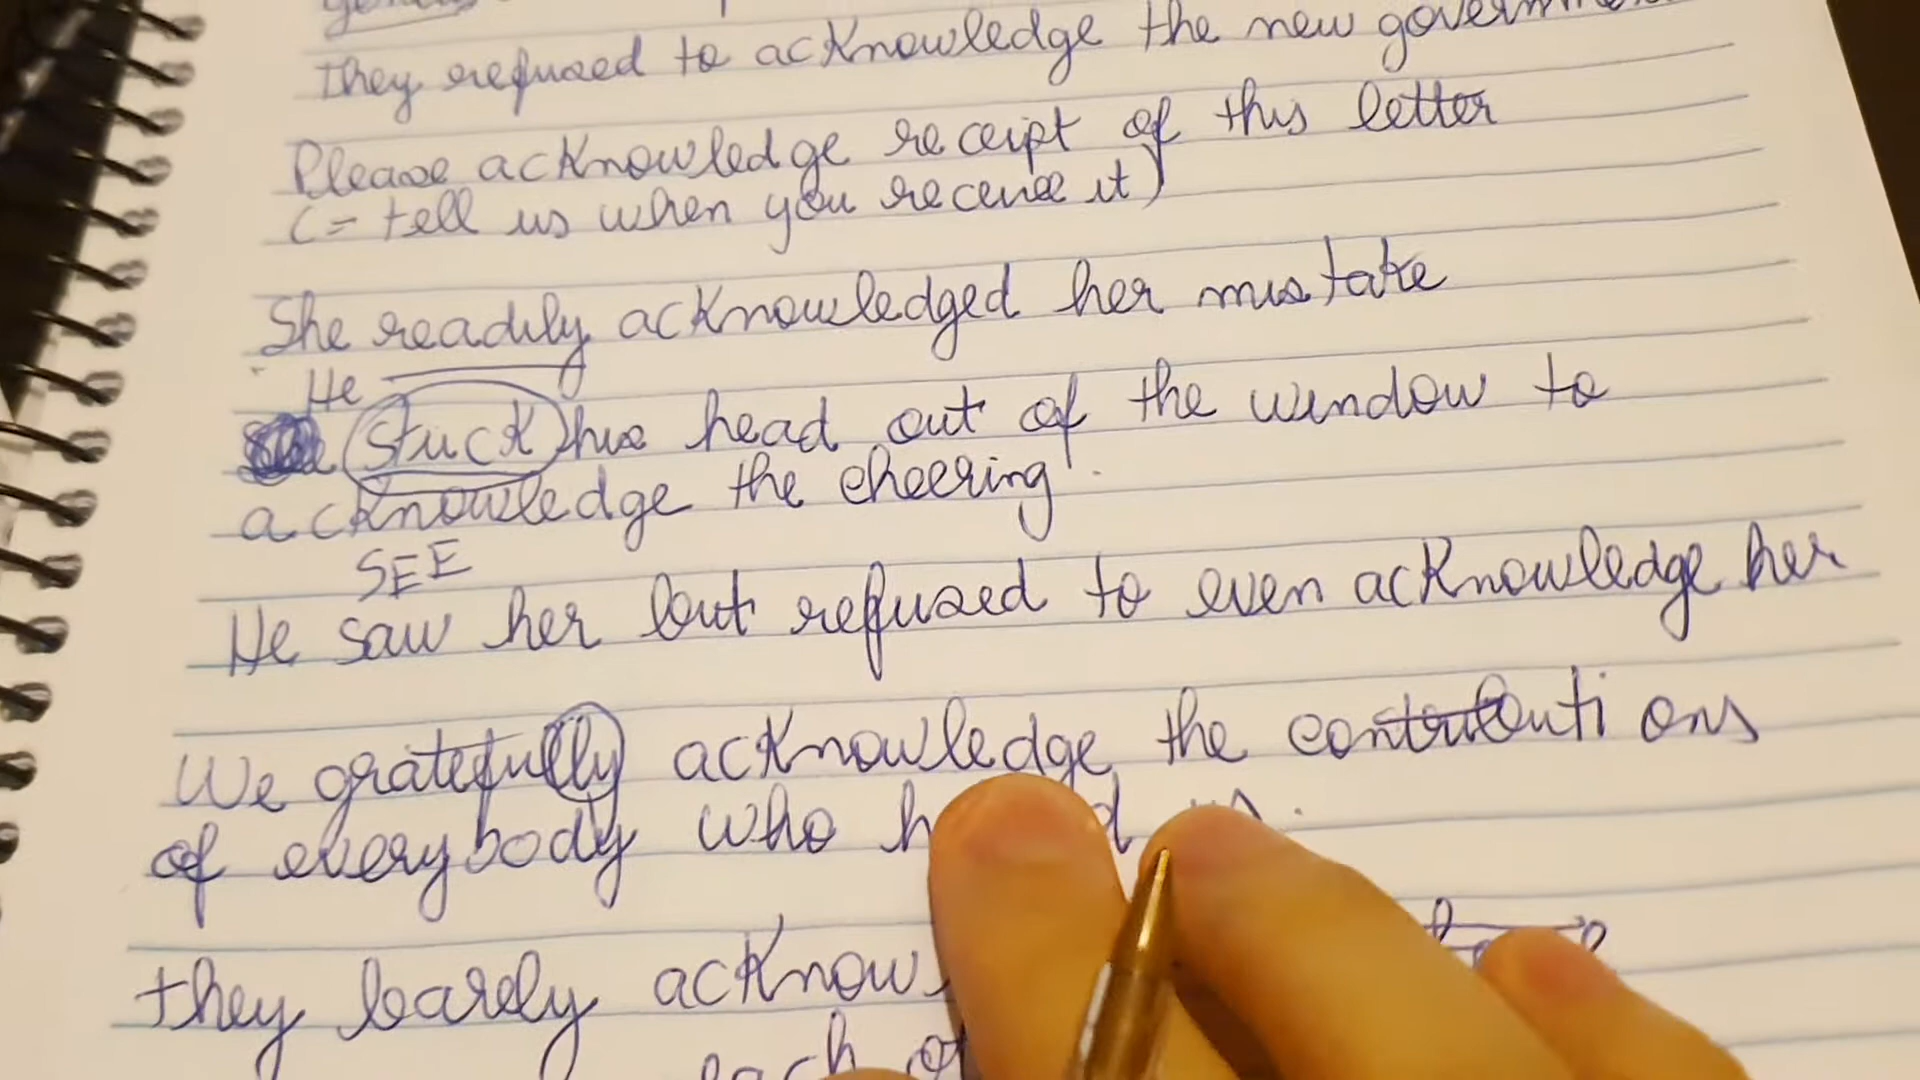 they refused to acknowledge the new
Please acknowledge receipt of this letter
(= tell us when you receive it)
She readily acknowledged her mistake
He
stuck his head out of the window to
acknowledge the cheering.
SEE
He saw her but refused to even acknowledge her
We gratefully acknowledge the contributions
of everybody who us.
they barely
each